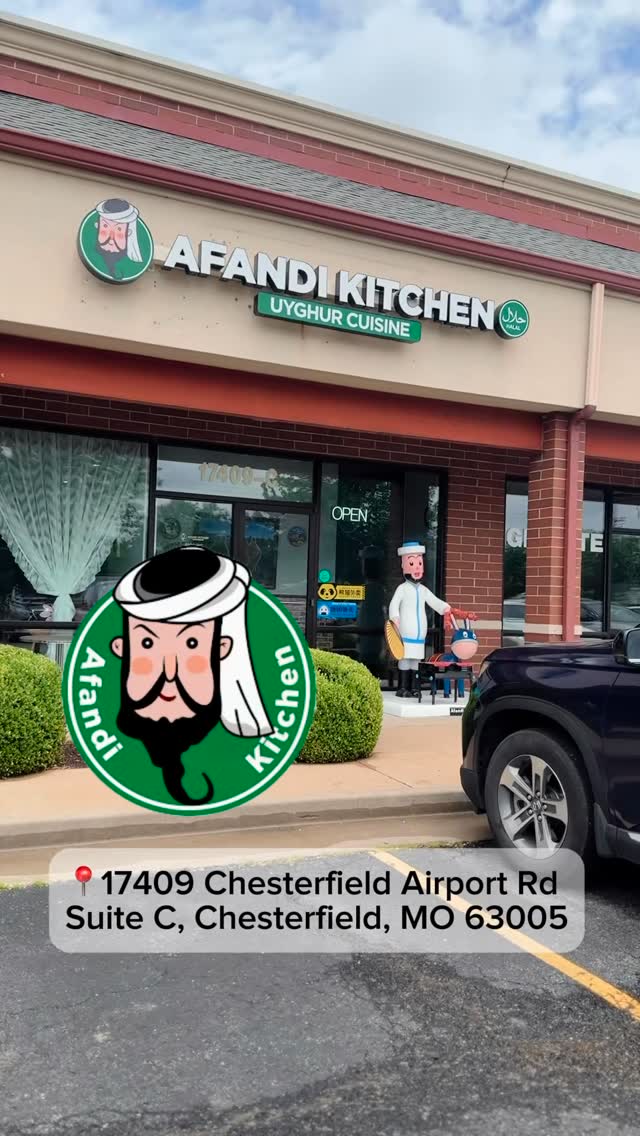 AFANDI KITCHEN
UYGHUR CUISINE
حلال
HALAL
17409-C
OPEN
Afandi Kitchen
📍17409 Chesterfield Airport Rd
Suite C, Chesterfield, MO 63005